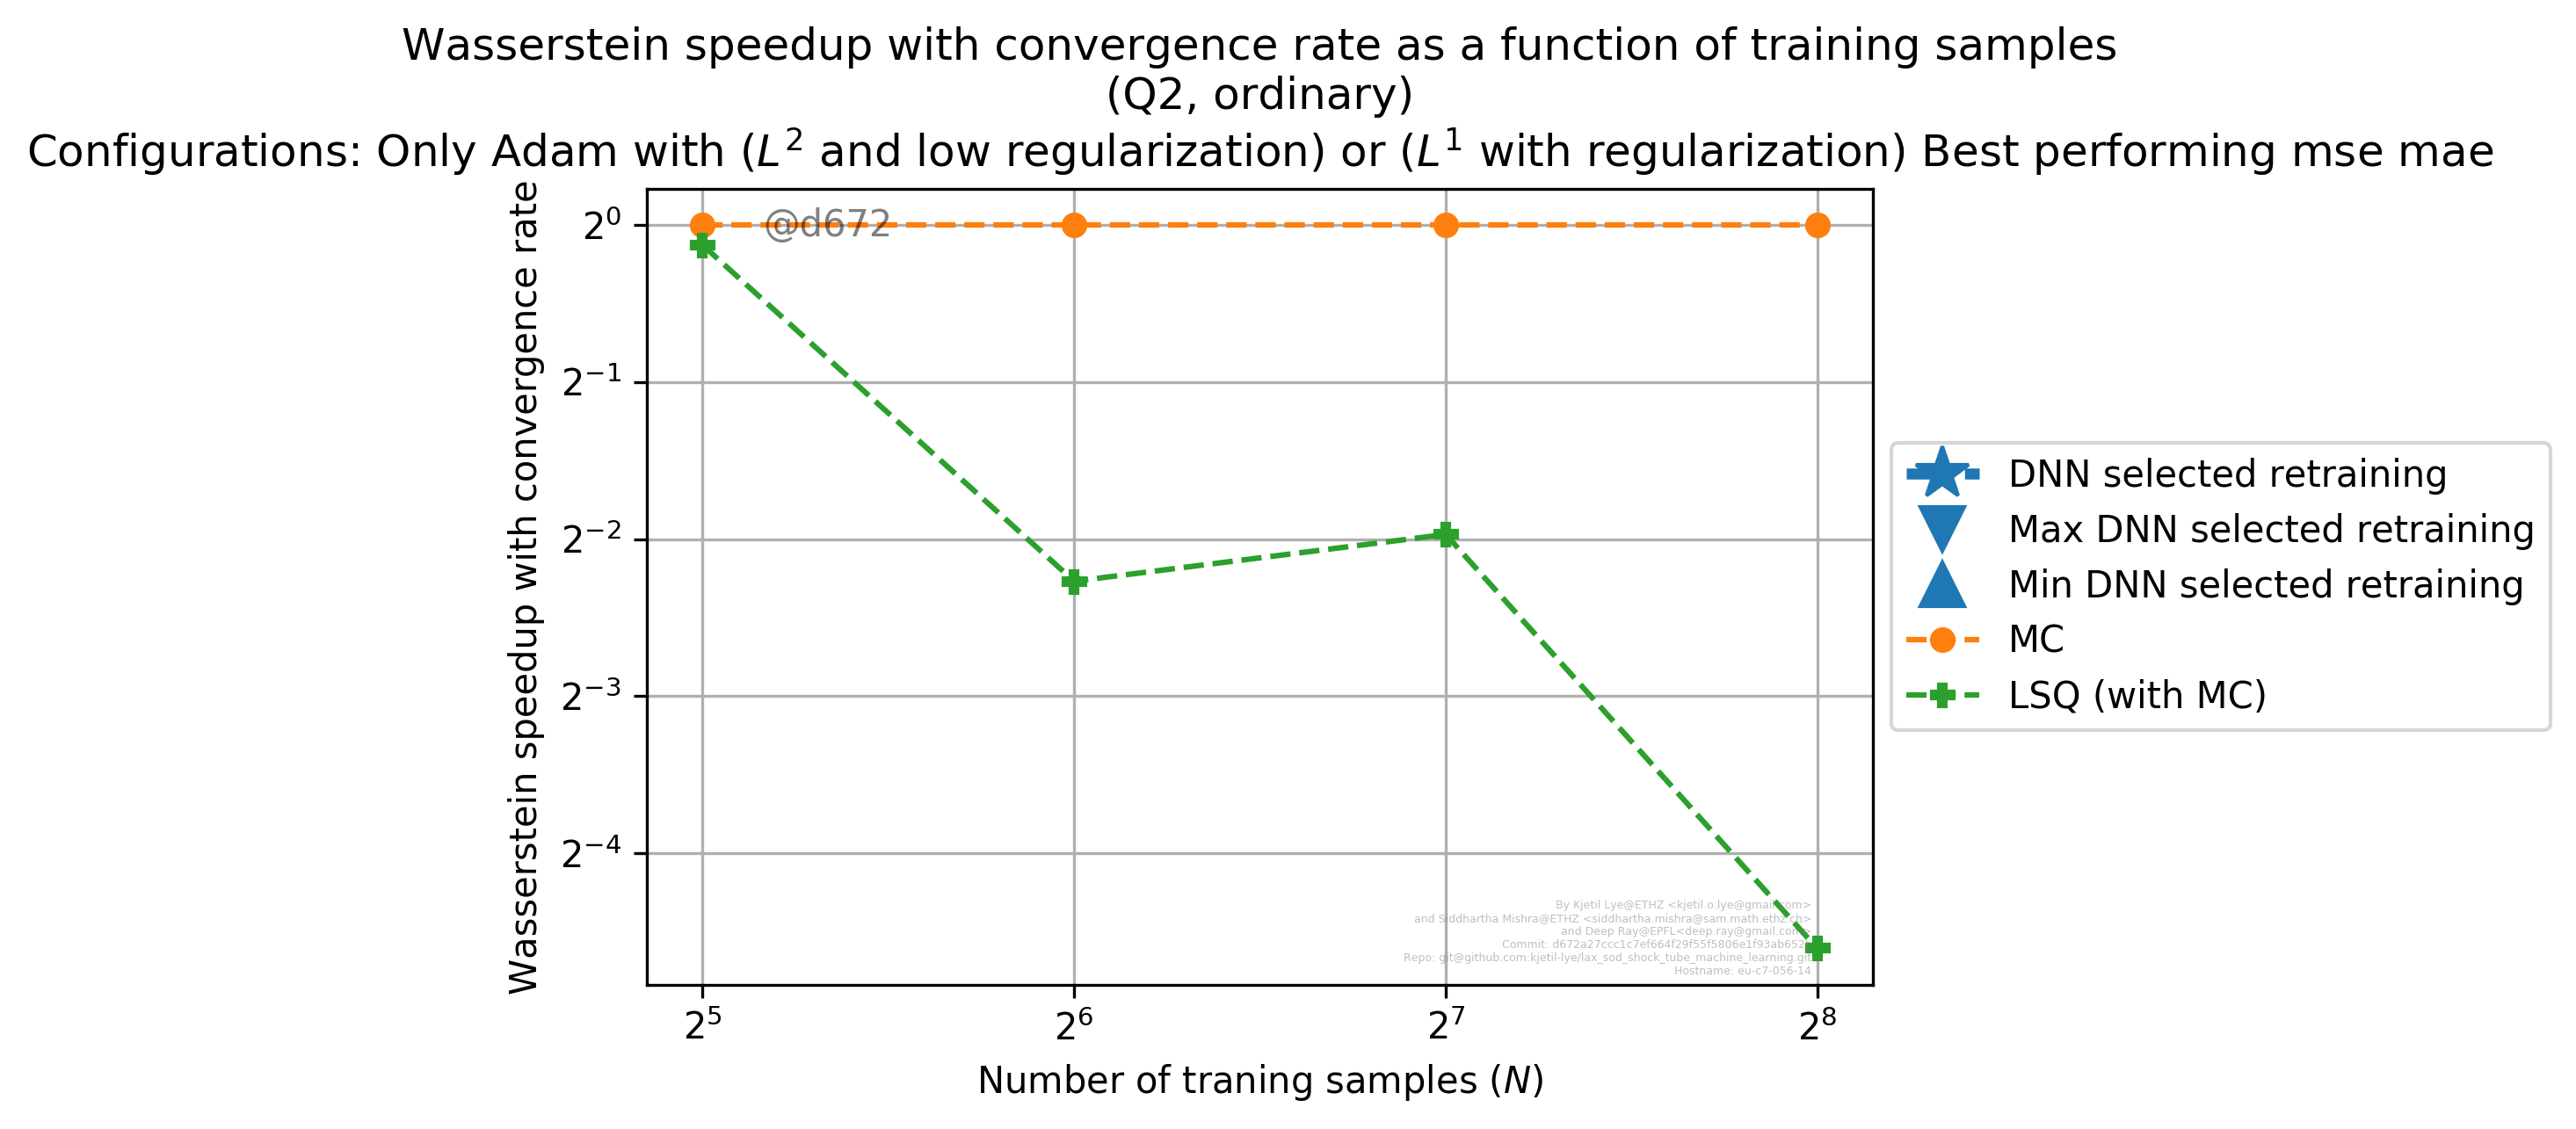 Wasserstein speedup with convergence rate as a function of training samples
(Q2, ordinary)
Configurations: Only Adam with (L² and low regularization) or (L¹ with regularization) Best performing mse mae
Wasserstein speedup with convergence rate
2⁰
2⁻¹
2⁻²
2⁻³
2⁻⁴
@d672
DNN selected retraining
Max DNN selected retraining
Min DNN selected retraining
MC
LSQ (with MC)
By Kjetil Lye@ETHZ <kjetil.o.lye@gmail.com>
and Siddhartha Mishra@ETHZ <siddhartha.mishra@sam.math.ethz.ch>
and Deep Ray@EPFL<deep.ray@gmail.com>
Commit:
Repo: git@github.com:kjetil-lye/lax_sod_shock_tube_machine_learning.git
Hostname: eu-c7-056-14
2⁵
2⁶
2⁷
2⁸
Number of traning samples (N)